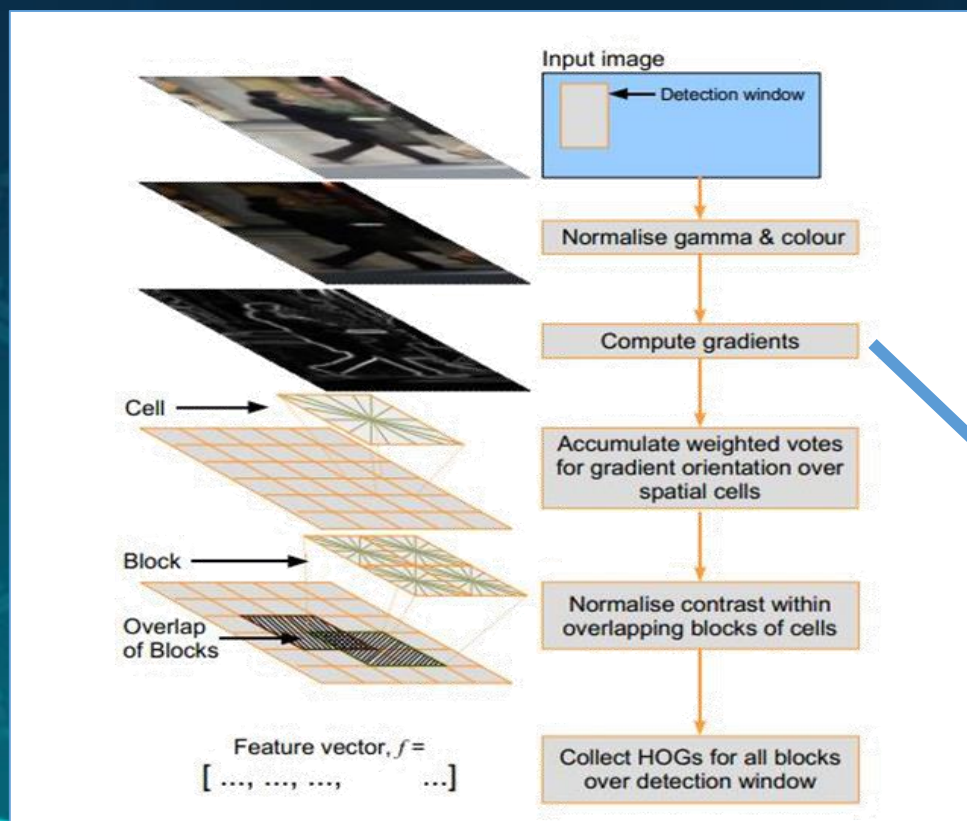 Input image
Detection window
Normalise gamma & colour
Compute gradients
Cell
Accumulate weighted votes
for gradient orientation over
spatial cells
Block
Normalise contrast within
overlapping blocks of cells
Overlap
of Blocks
Feature vector, f =
[ ..., ..., ..., ...]
Collect HOGs for all blocks
over detection window